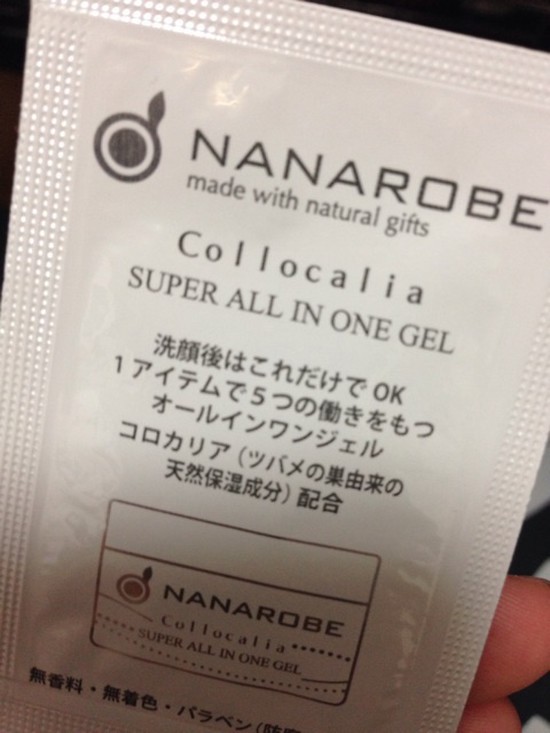 NANAROBE
made with natural gifts
Collocalia
SUPER ALL IN ONE GEL
洗顔後はこれだけでOK
1アイテムで5つの働きをもつ
オールインワンジェル
コロカリア(ツバメの巣由来の
天然保湿成分)配合
NANAROBE
Collocalia
SUPER ALL IN ONE GEL
無香料・無着色・パラベン(防